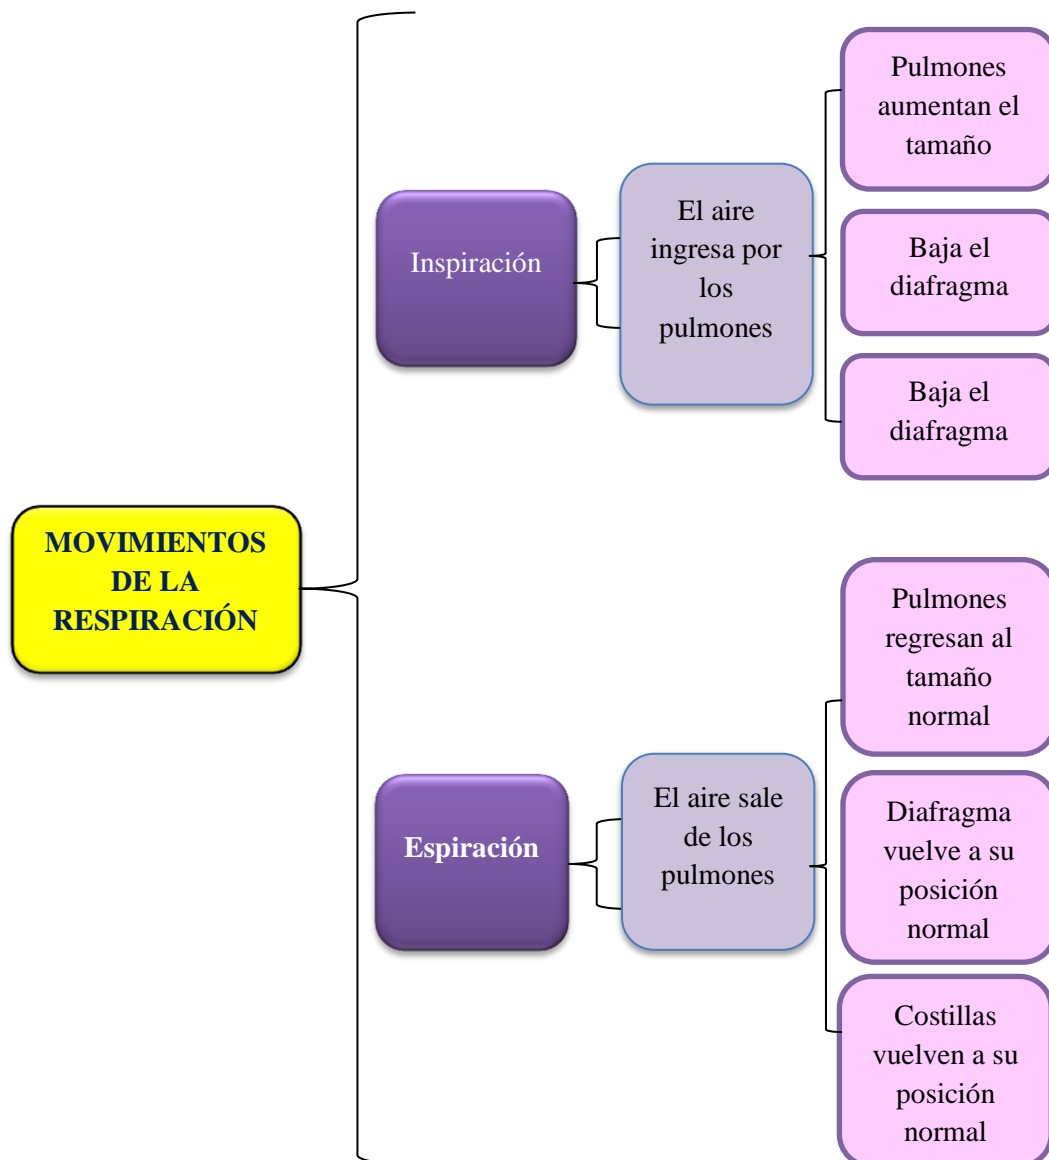 MOVIMIENTOS
DE LA
RESPIRACIÓN
Inspiración
El aire
ingresa por
los
pulmones
Pulmones
aumentan el
tamaño
Baja el
diafragma
Baja el
diafragma
Espiración
El aire sale
de los
pulmones
Pulmones
regresan al
tamaño
normal
Diafragma
vuelve a su
posición
normal
Costillas
vuelven a su
posición
normal